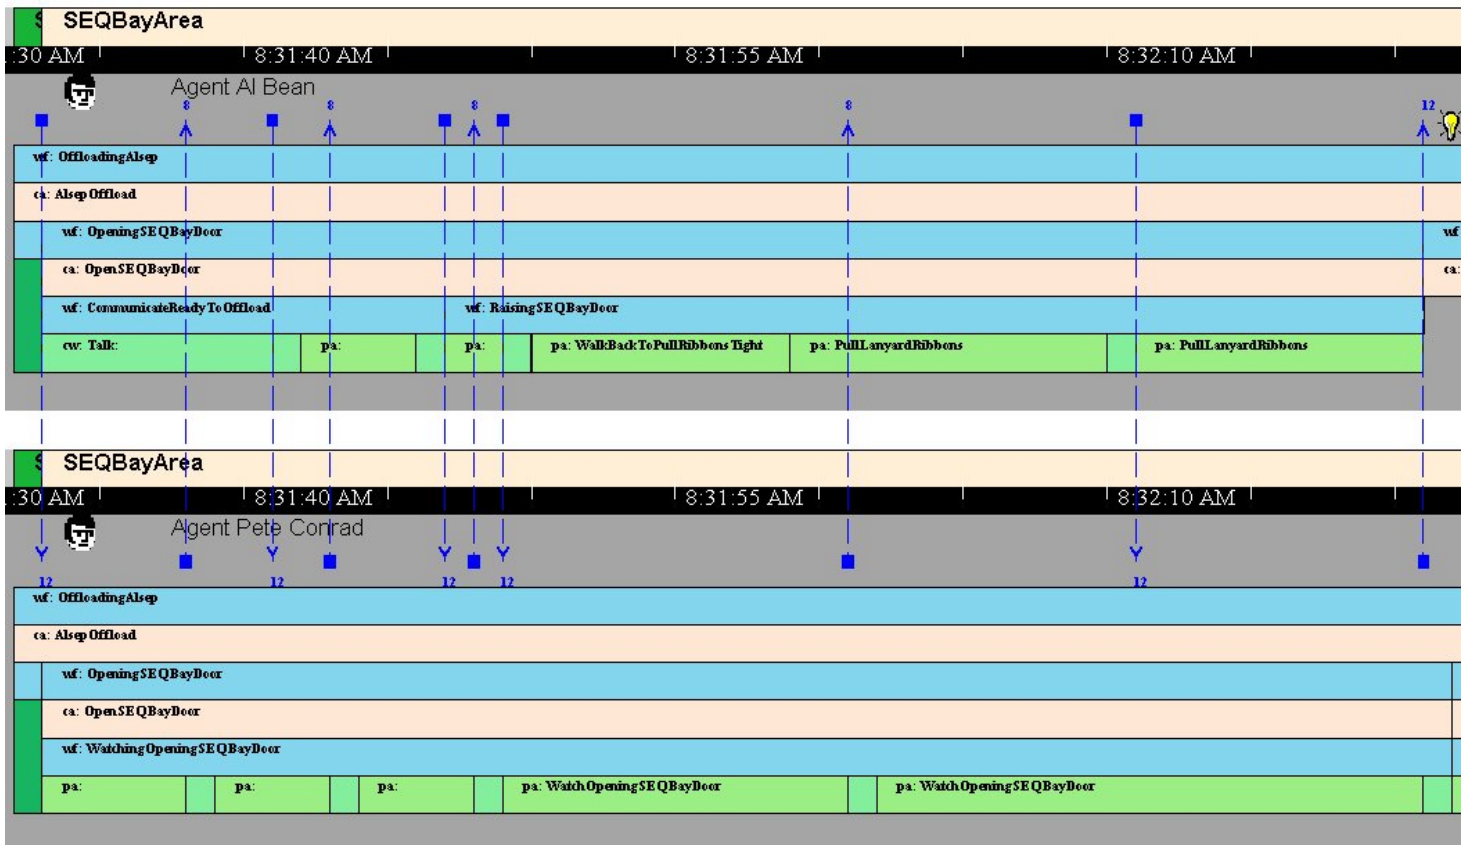 SEQBayArea
:30 AM 8:31:40 AM 8:31:55 AM 8:32:10 AM
Agent Al Bean
8 8 8 8 12
wf: OffloadingAlsep
ca: AlsepOffload
wf: OpeningSEQBayDoor wf
ca: OpenSEQBayDoor ca:
wf: CommunicateReadyToOffload wf: RaisingSEQBayDoor
cw: Talk: pa: pa: pa: WalkBackToPullRibbonsTight pa: PullLanyardRibbons pa: PullLanyardRibbons
SEQBayArea
:30 AM 8:31:40 AM 8:31:55 AM 8:32:10 AM
Agent Pete Conrad
12 12 12 12 12
wf: OffloadingAlsep
ca: AlsepOffload
wf: OpeningSEQBayDoor
ca: OpenSEQBayDoor
wf: WatchingOpeningSEQBayDoor
pa: pa: pa: pa: WatchOpeningSEQBayDoor pa: WatchOpeningSEQBayDoor